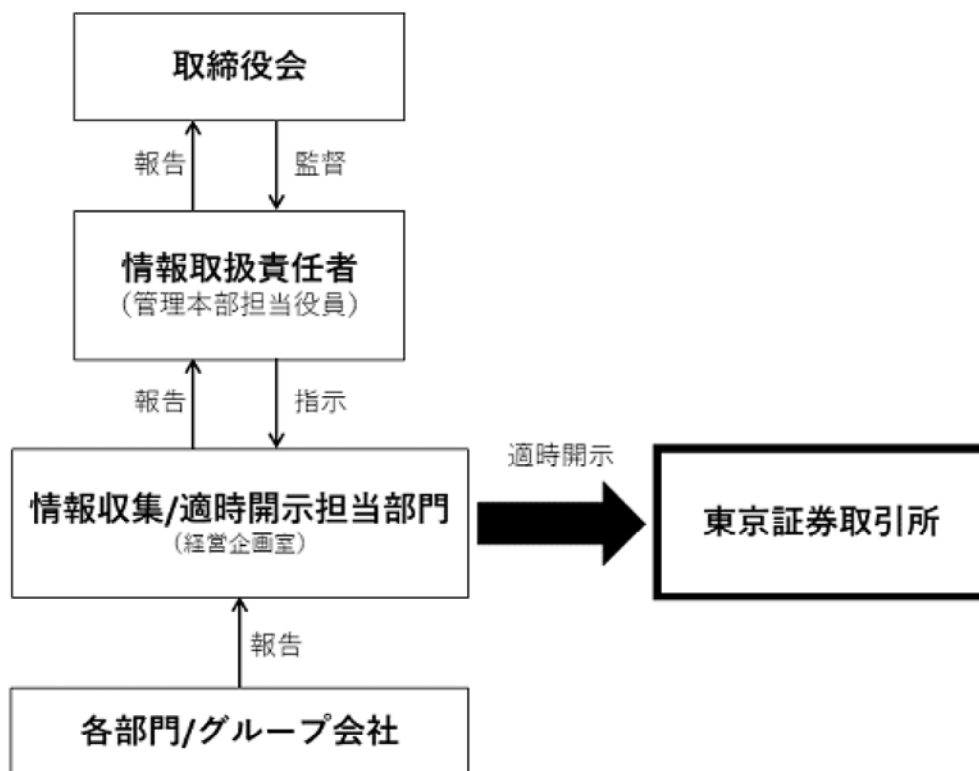 取締役会
報告
監督
情報取扱責任者
(管理本部担当役員)
報告
指示
情報収集/適時開示担当部門
(経営企画室)
適時開示
東京証券取引所
報告
各部門/グループ会社